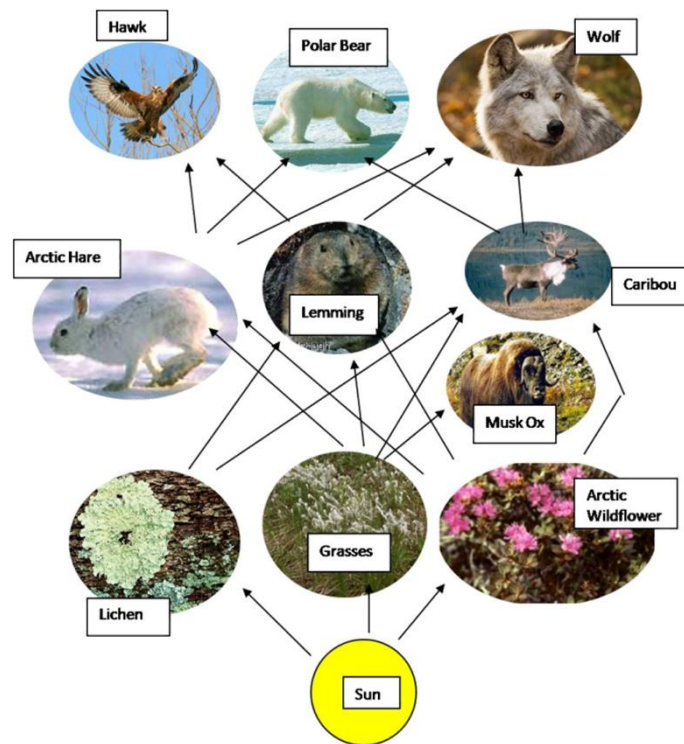 Hawk
Polar Bear
Wolf
Arctic Hare
Lemming
Caribou
Musk Ox
Arctic
Wildflower
Grasses
Lichen
Sun